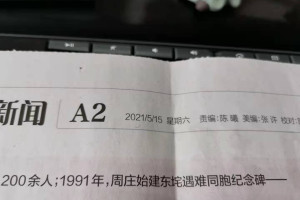 新闻 A2 2021/5/15 星期六 责编:陈 曦 美编:张 许 校对:
200余人;1991年,周庄始建东垞遇难同胞纪念碑——